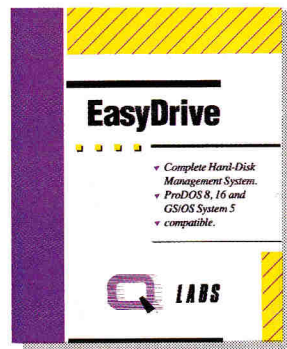 EasyDrive
Complete Hard-Disk
Management System.
ProDOS 8, 16 and
GS/OS System 5
compatible.
Q LABS